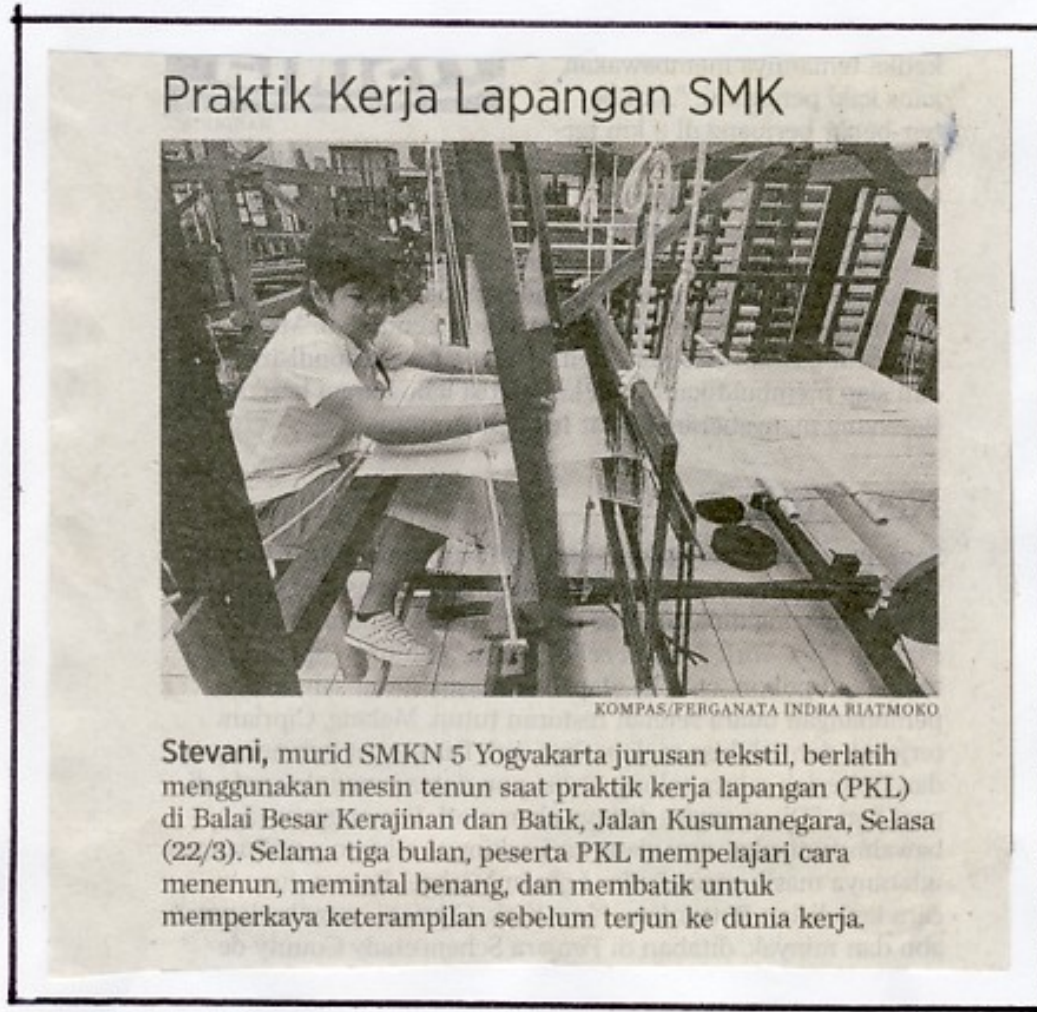 Praktik Kerja Lapangan SMK
KOMPAS/FERGANATA INDRA RIATMOKO
Stevani, murid SMKN 5 Yogyakarta jurusan tekstil, berlatih
menggunakan mesin tenun saat praktik kerja lapangan (PKL)
di Balai Besar Kerajinan dan Batik, Jalan Kusumanegara, Selasa
(22/3). Selama tiga bulan, peserta PKL mempelajari cara
menenun, memintal benang, dan membatik untuk
memperkaya keterampilan sebelum terjun ke dunia kerja.